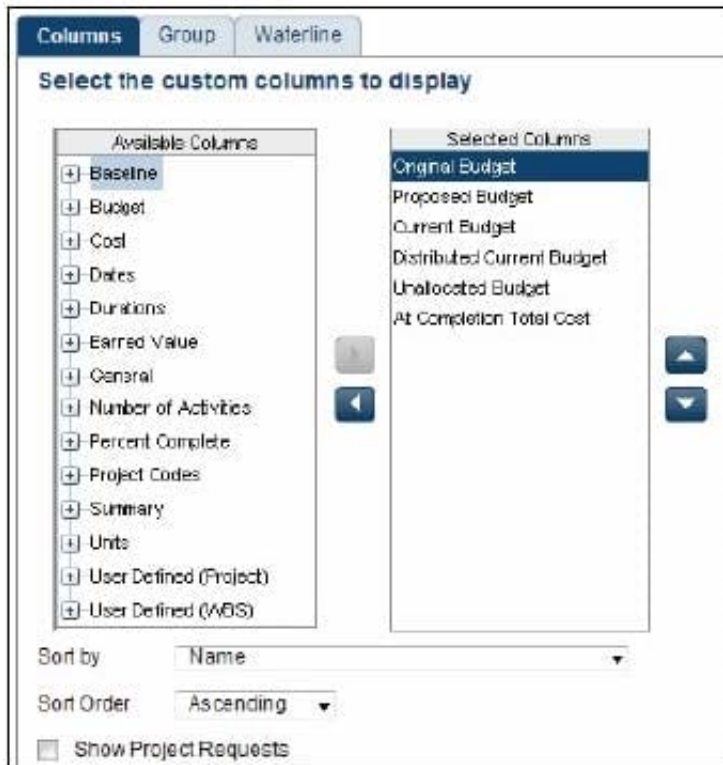 Columns Group Waterline
Select the custom columns to display
Available Columns
Baseline
Budget
Cost
Dates
Durations
Earned Value
General
Number of Activities
Percent Complete
Project Codes
Summary
Units
User Defined (Project)
User Defined (WBS)
Selected Columns
Original Budget
Proposed Budget
Current Budget
Distributed Current Budget
Unallocated Budget
At Completion Total Cost
Sort by Name
Sort Order Ascending
Show Project Requests